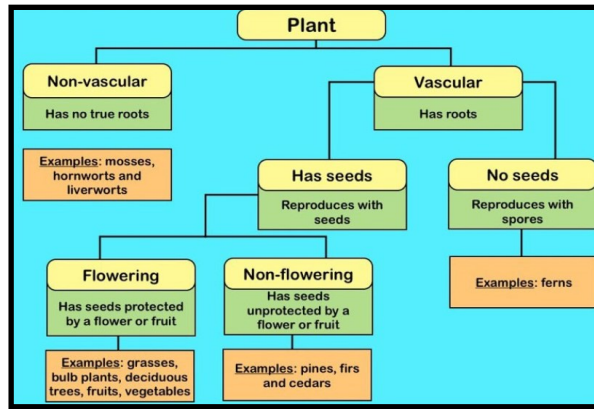 Plant
Non-vascular
Has no true roots
Examples: mosses,
hornworts and
liverworts
Vascular
Has roots
Has seeds
Reproduces with
seeds
No seeds
Reproduces with
spores
Examples: ferns
Flowering
Has seeds protected
by a flower or fruit
Examples: grasses,
bulb plants, deciduous
trees, fruits, vegetables
Non-flowering
Has seeds
unprotected by a
flower or fruit
Examples: pines, firs
and cedars